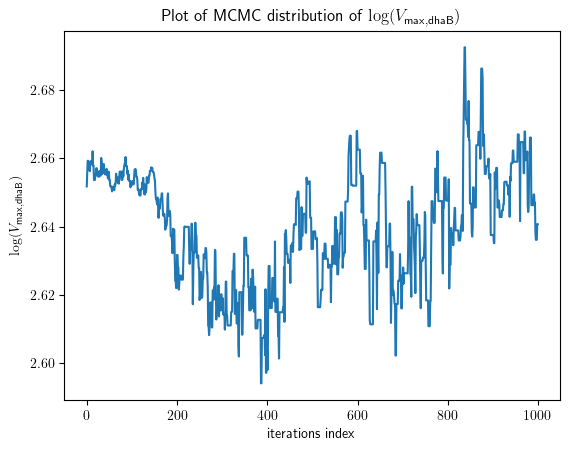 Plot of MCMC distribution of log(V_max,dhaB)
log(V_max,dhaB)
2.68
2.66
2.64
2.62
2.60
0 200 400 600 800 1000
iterations index